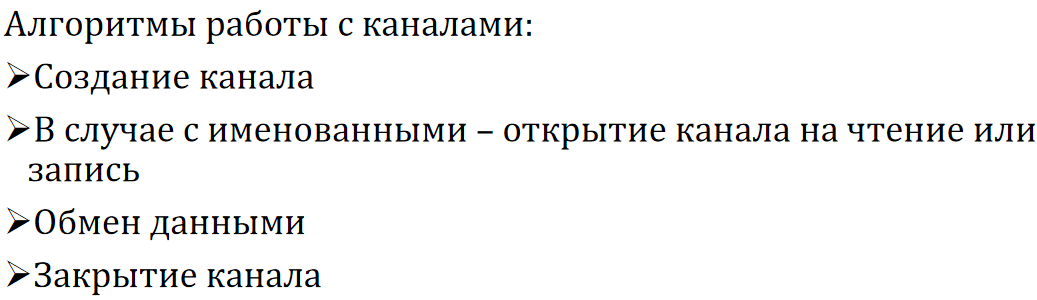 Алгоритмы работы с каналами:
➢Создание канала
➢В случае с именованными – открытие канала на чтение или
запись
➢Обмен данными
➢Закрытие канала